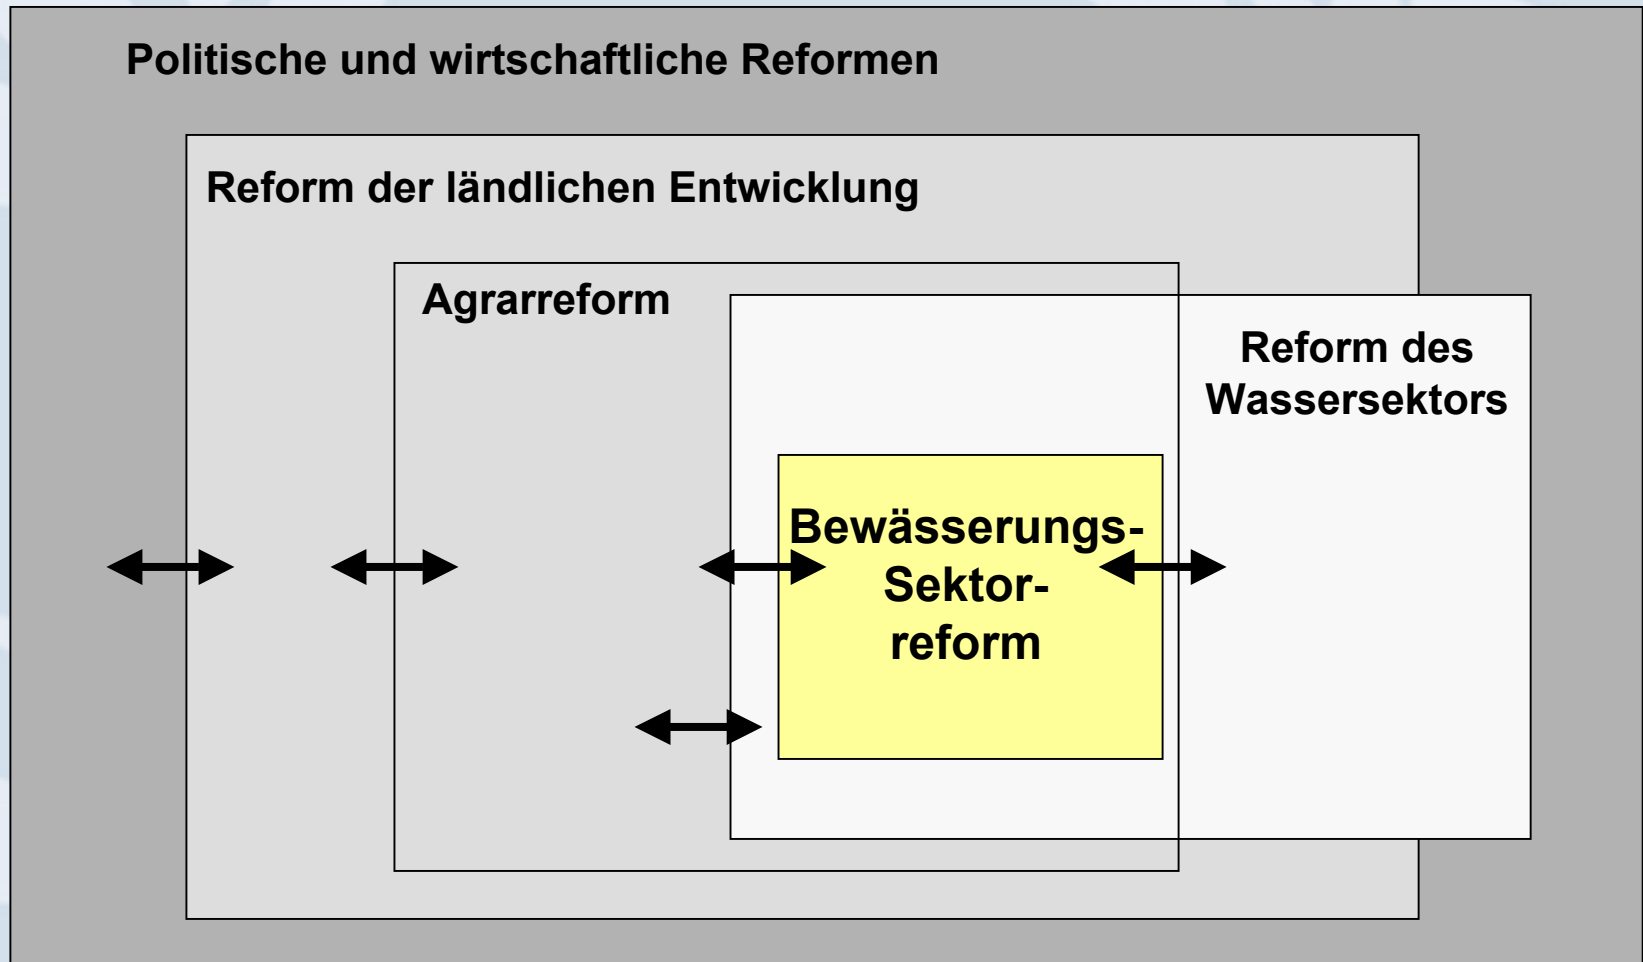 Politische und wirtschaftliche Reformen
Reform der ländlichen Entwicklung
Agrarreform
Reform des
Wassersektors
Bewässerungs-
Sektor-
reform